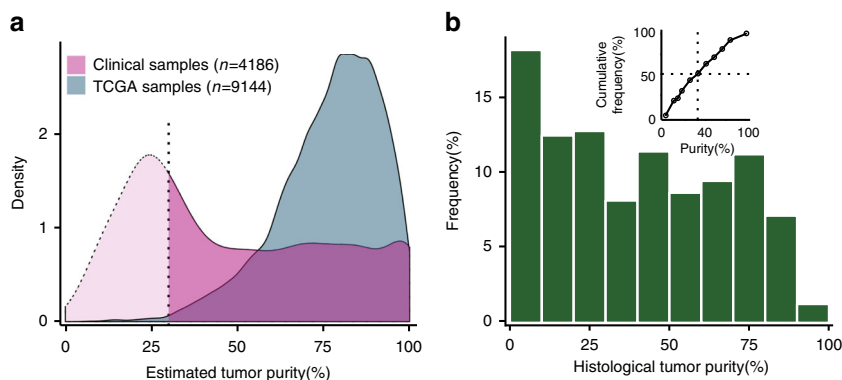 a
Clinical samples (n=4186)
TCGA samples (n=9144)
Density
2
1
0
0 25 50 75 100
Estimated tumor purity(%)
b
Frequency(%)
15
10
5
0
0 25 50 75 100
Histological tumor purity(%)
Cumulative
frequency(%)
100
50
0
0 40 100
Purity(%)